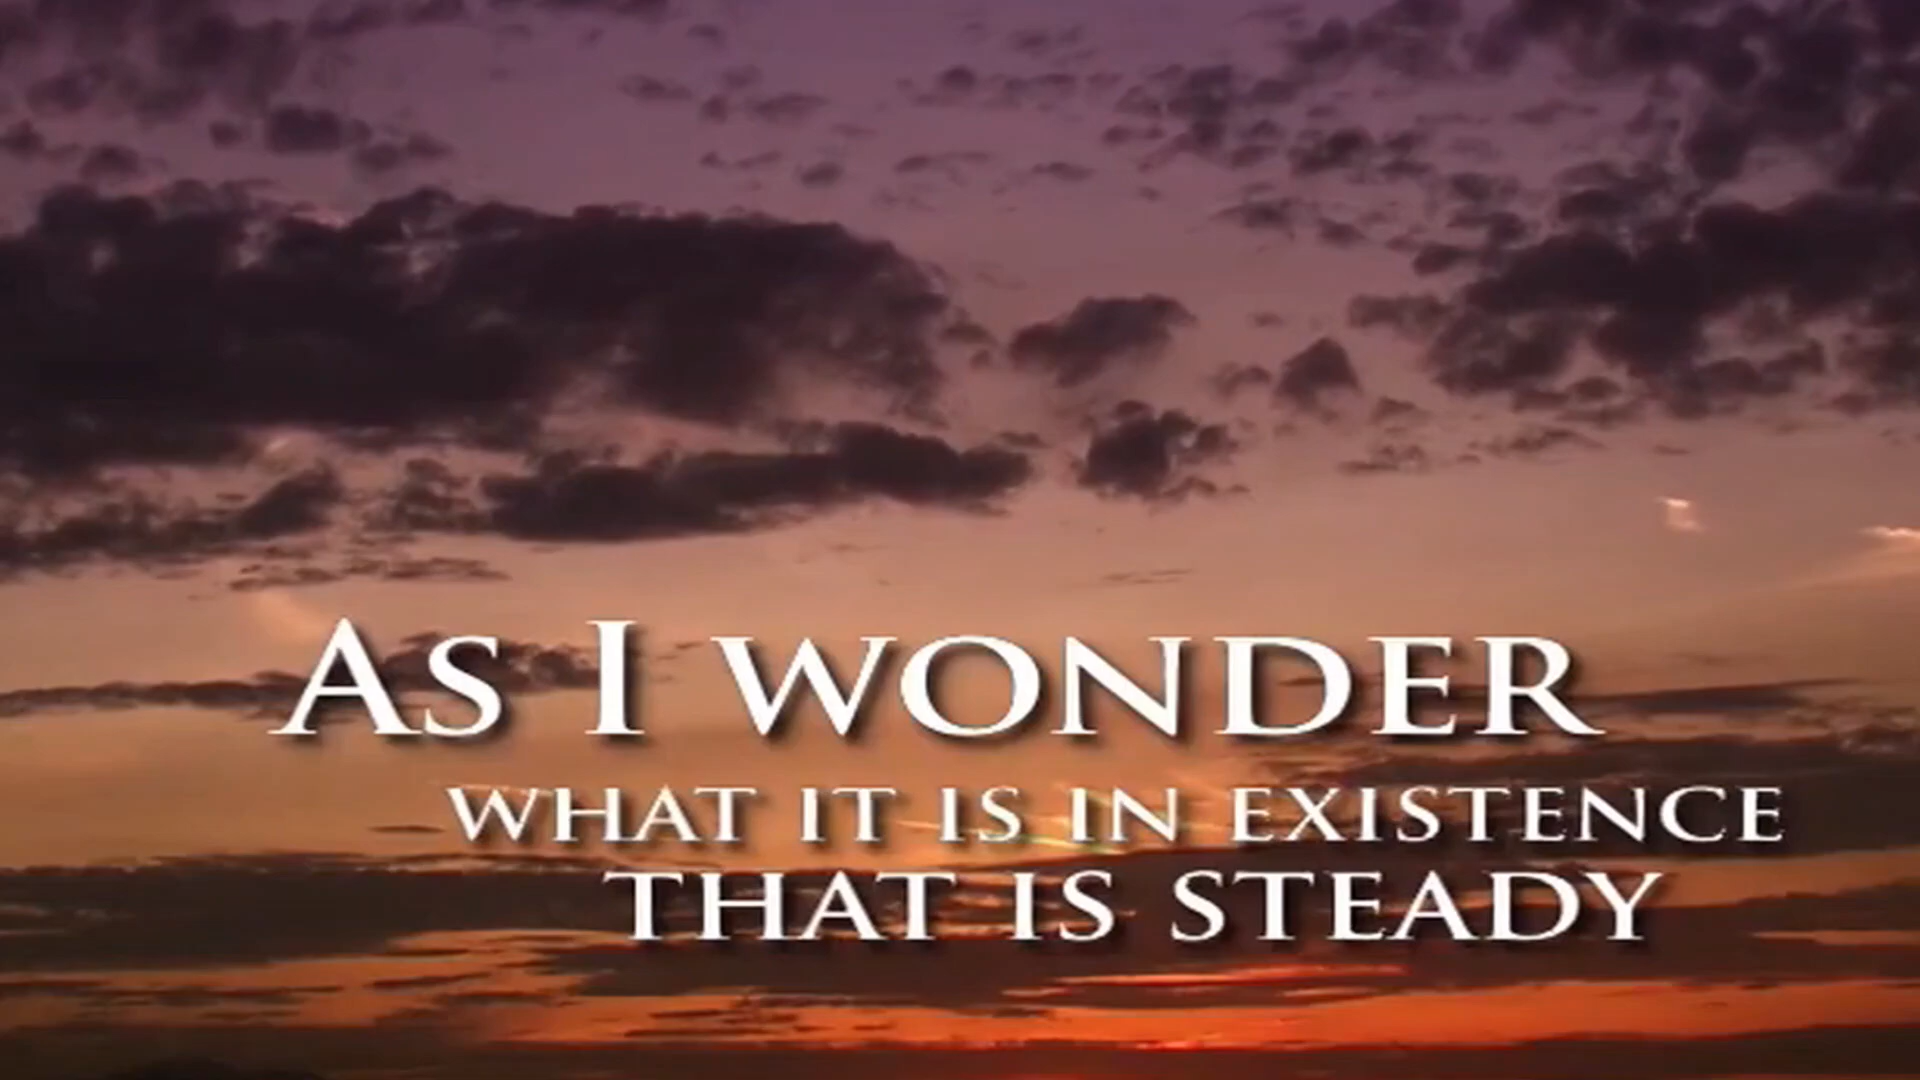 As I WONDER
WHAT IT IS IN EXISTENCE
THAT IS STEADY